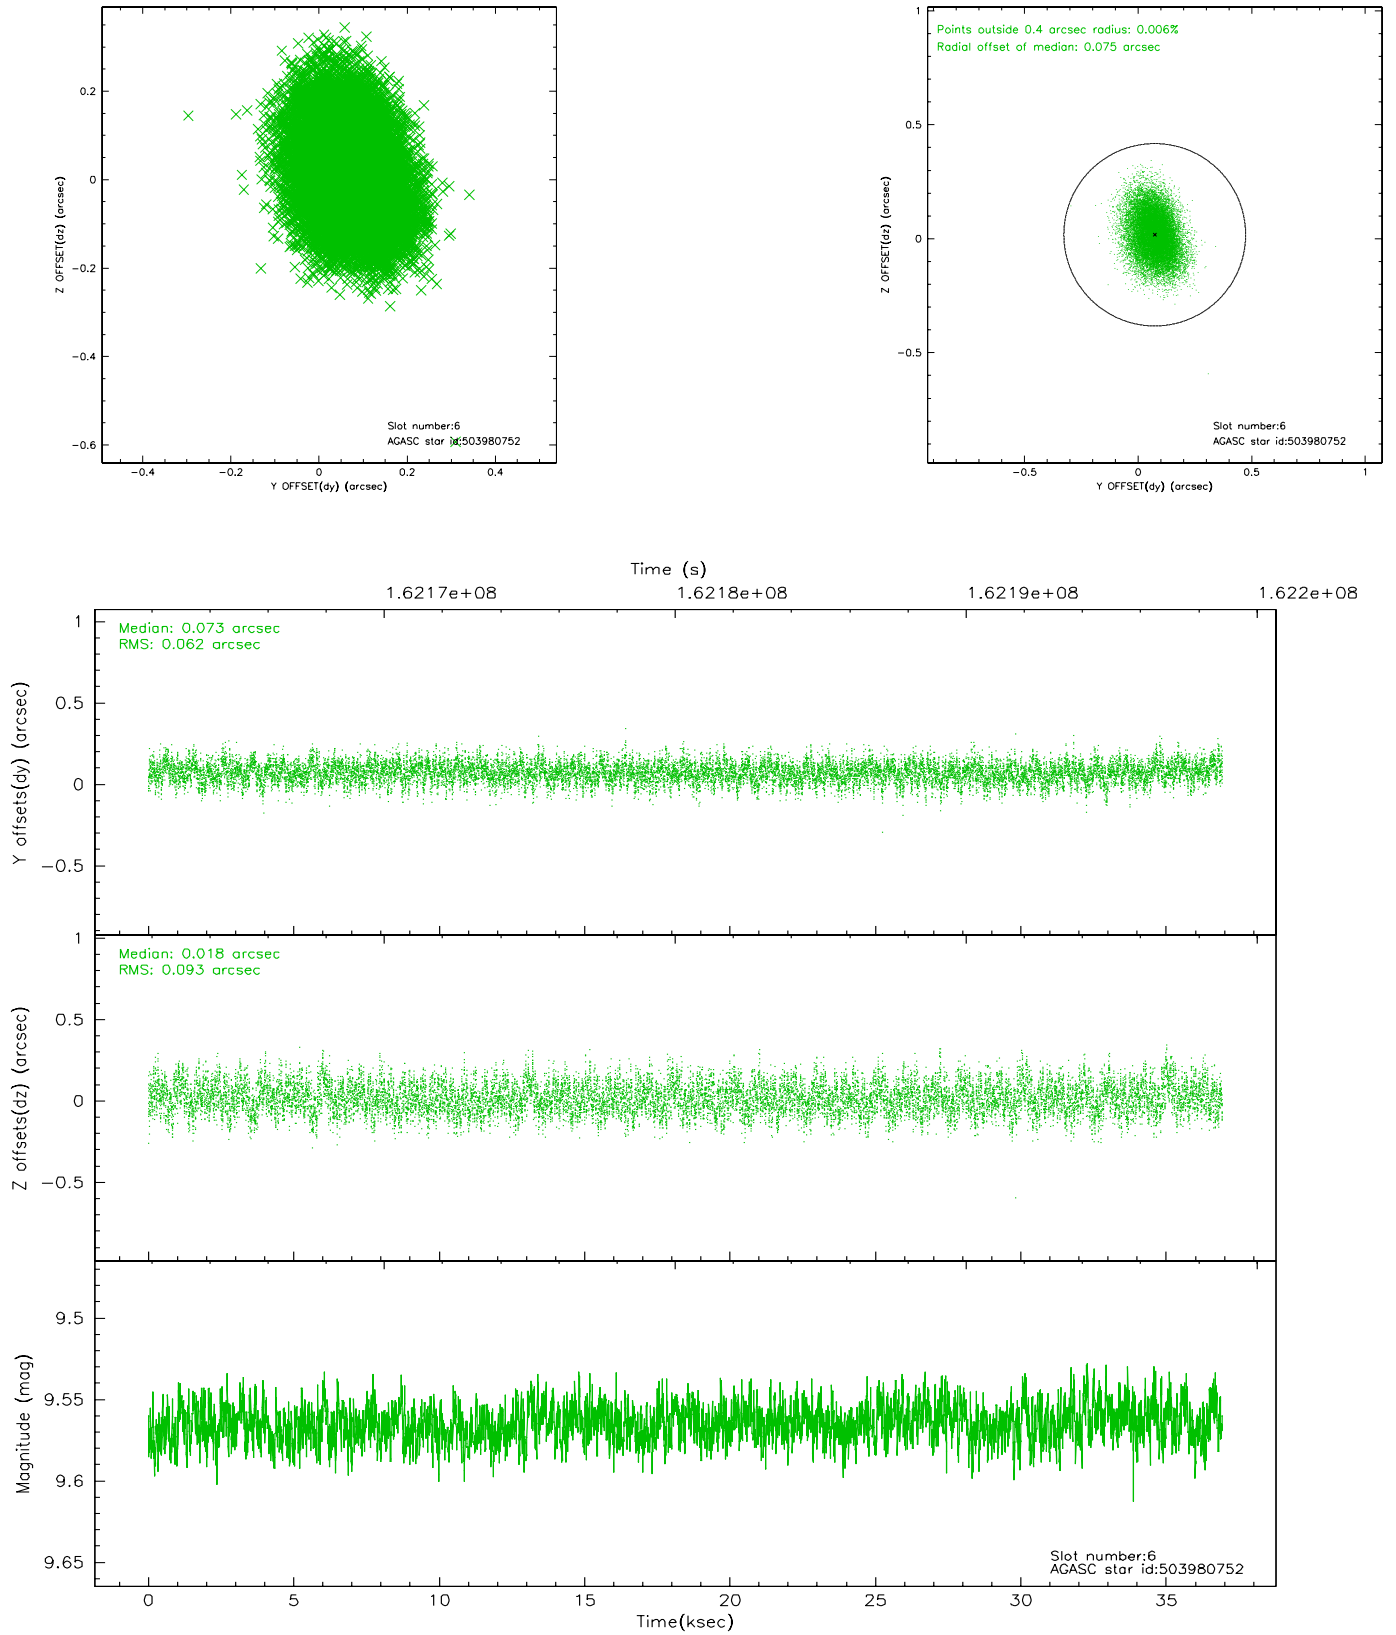 0.2
0
−0.2
−0.4
−0.6
Z OFFSET(dz) (arcsec)
Slot number:6
AGASC star id:503980752
−0.4
−0.2
0
0.2
0.4
Y OFFSET(dy) (arcsec)
Points outside 0.4 arcsec radius: 0.006%
Radial offset of median: 0.075 arcsec
1
0.5
0
−0.5
Z OFFSET(dz) (arcsec)
Slot number:6
AGASC star id:503980752
−0.5
0
0.5
1
Y OFFSET(dy) (arcsec)
Time (s)
1.6217e+08
1.6218e+08
1.6219e+08
1.622e+08
Median: 0.073 arcsec
RMS: 0.062 arcsec
1
0.5
0
−0.5
Y offsets(dy) (arcsec)
Median: 0.018 arcsec
RMS: 0.093 arcsec
1
0.5
0
−0.5
Z offsets(dz) (arcsec)
9.5
9.55
9.6
9.65
Magnitude (mag)
Slot number:6
AGASC star id:503980752
0
5
10
15
20
25
30
35
Time(ksec)